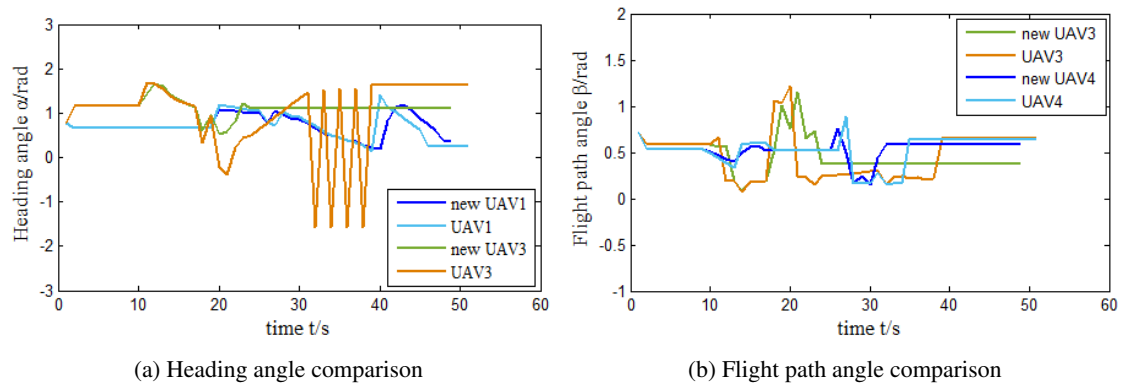 3
2
1
0
-1
-2
-3
0
10
20
30
40
50
60
Heading angle α/rad
time t/s
new UAV1
UAV1
new UAV3
UAV3
(a) Heading angle comparison
2
1.5
1
0.5
0
-0.5
-1
0
10
20
30
40
50
60
Flight path angle β/rad
time t/s
new UAV3
UAV3
new UAV4
UAV4
(b) Flight path angle comparison